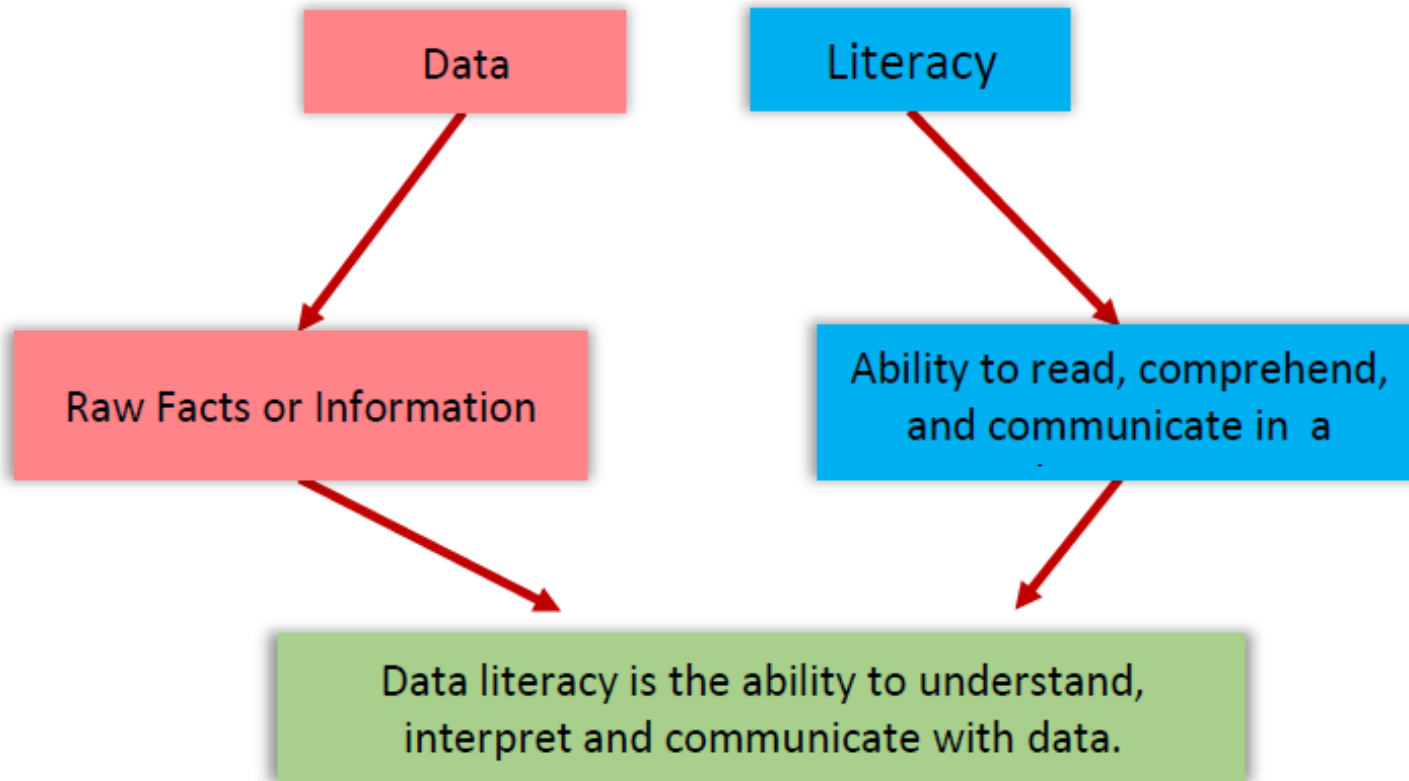 Data
Literacy
Raw Facts or Information
Ability to read, comprehend,
and communicate in a
Data literacy is the ability to understand,
interpret and communicate with data.